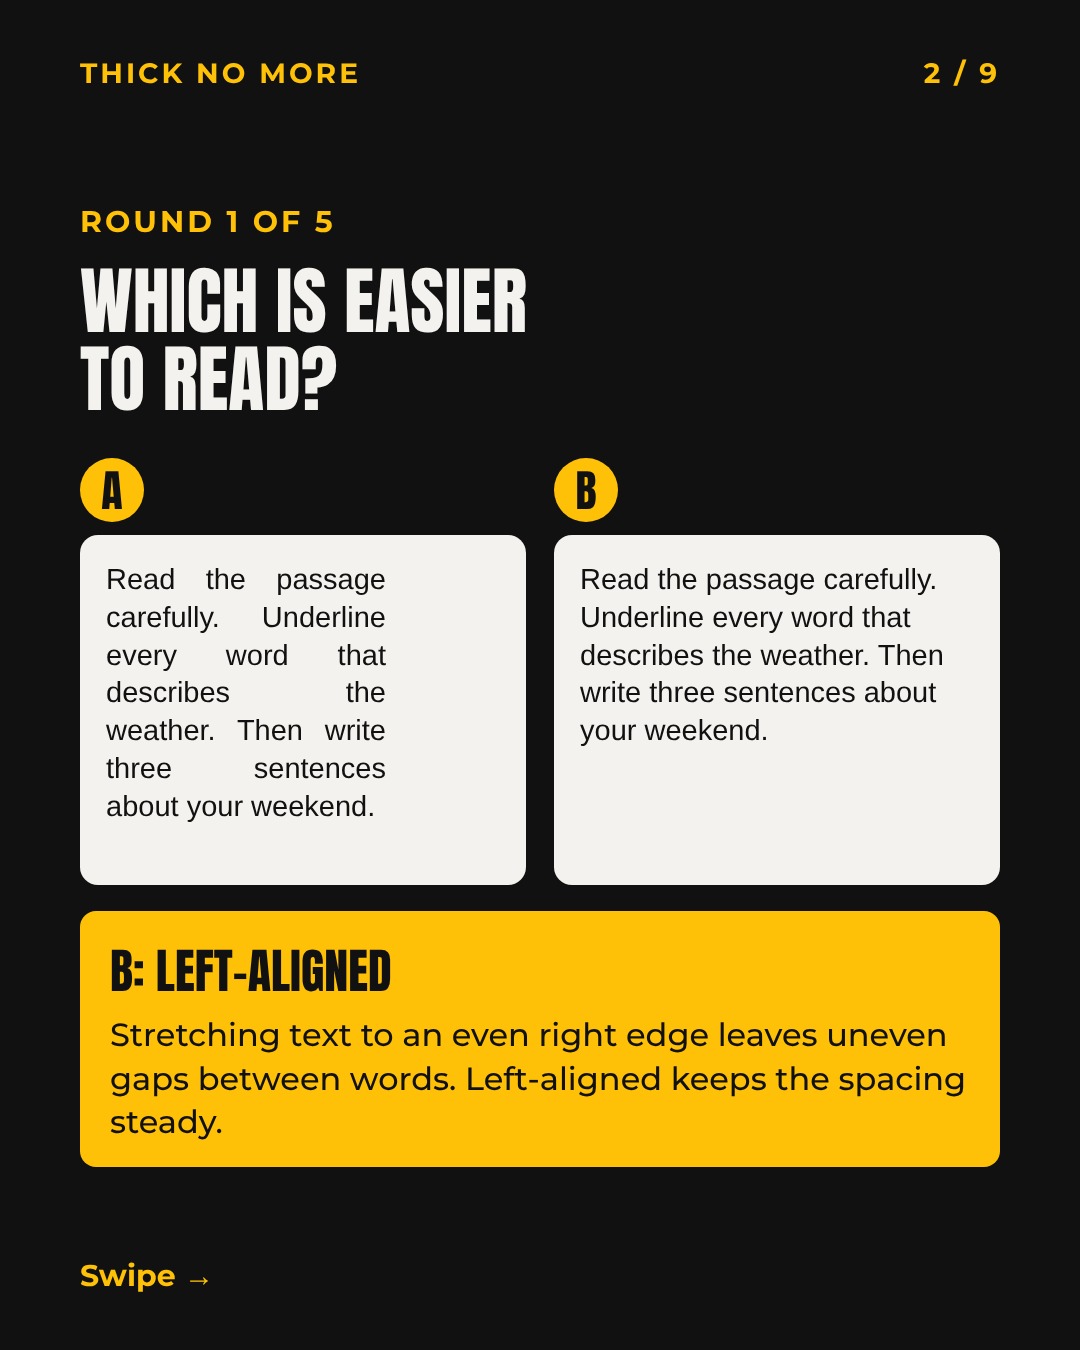 THICK NO MORE
2 / 9
ROUND 1 OF 5
WHICH IS EASIER
TO READ?
A
Read the passage
carefully. Underline
every word that
describes the
weather. Then write
three sentences
about your weekend.
B
Read the passage carefully.
Underline every word that
describes the weather. Then
write three sentences about
your weekend.
B: LEFT-ALIGNED
Stretching text to an even right edge leaves uneven
gaps between words. Left-aligned keeps the spacing
steady.
Swipe →